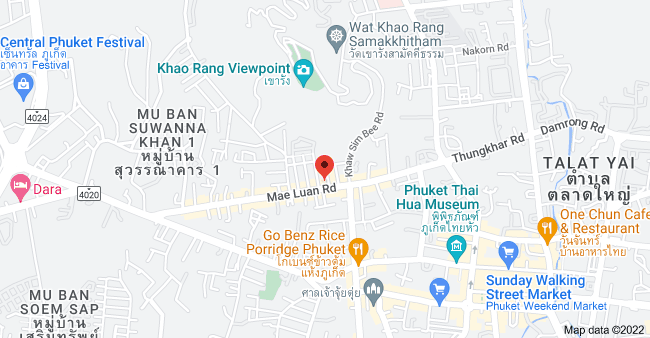 Central Phuket Festival
เซ็นทรัล ภูเก็ต
อาคาร Festival
Wat Khao Rang
Samakkhitham
วัดเขารังสามัคคีธรรม
Nakorn Rd
Khao Rang Viewpoint
เขารัง
4024
MU BAN
SUWANNA
KHAN 1
หมู่บ้าน
สุวรรณาคาร 1
Khaw Sim Bee Rd
Thungkhar Rd
Damrong Rd
TALAT YAI
ตำบล
ตลาดใหญ่
Dara
4020
Mae Luan Rd
Phuket Thai
Hua Museum
พิพิธภัณฑ์
ภูเก็ตไทยหัว
One Chun Cafe
& Restaurant
วันจันทร์
บ้านอาหารไทย
Go Benz Rice
Porridge Phuket
โกเบนซ์ข้าวต้ม
แห้งภูเก็ต
Sunday Walking
Street Market
Phuket Weekend Market
ศาลเจ้าจุ้ยตุ่ย
MU BAN
SOEM SAP
หมู่บ้าน
เสริมทรัพย์
Map data ©2022